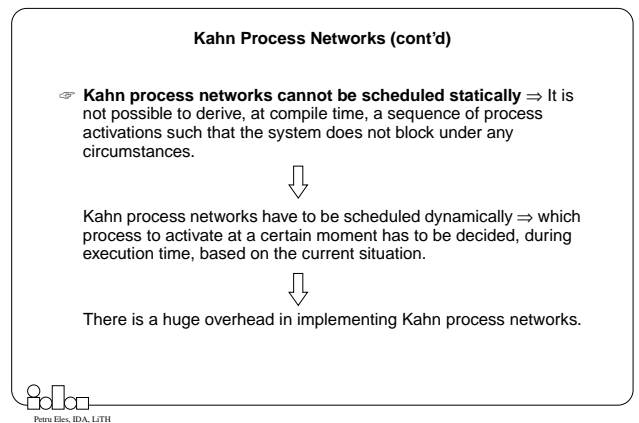 Kahn Process Networks (cont'd)
☞ Kahn process networks cannot be scheduled statically ⇒ It is
not possible to derive, at compile time, a sequence of process
activations such that the system does not block under any
circumstances.
Kahn process networks have to be scheduled dynamically ⇒ which
process to activate at a certain moment has to be decided, during
execution time, based on the current situation.
There is a huge overhead in implementing Kahn process networks.
Petru Eles, IDA, LiTH